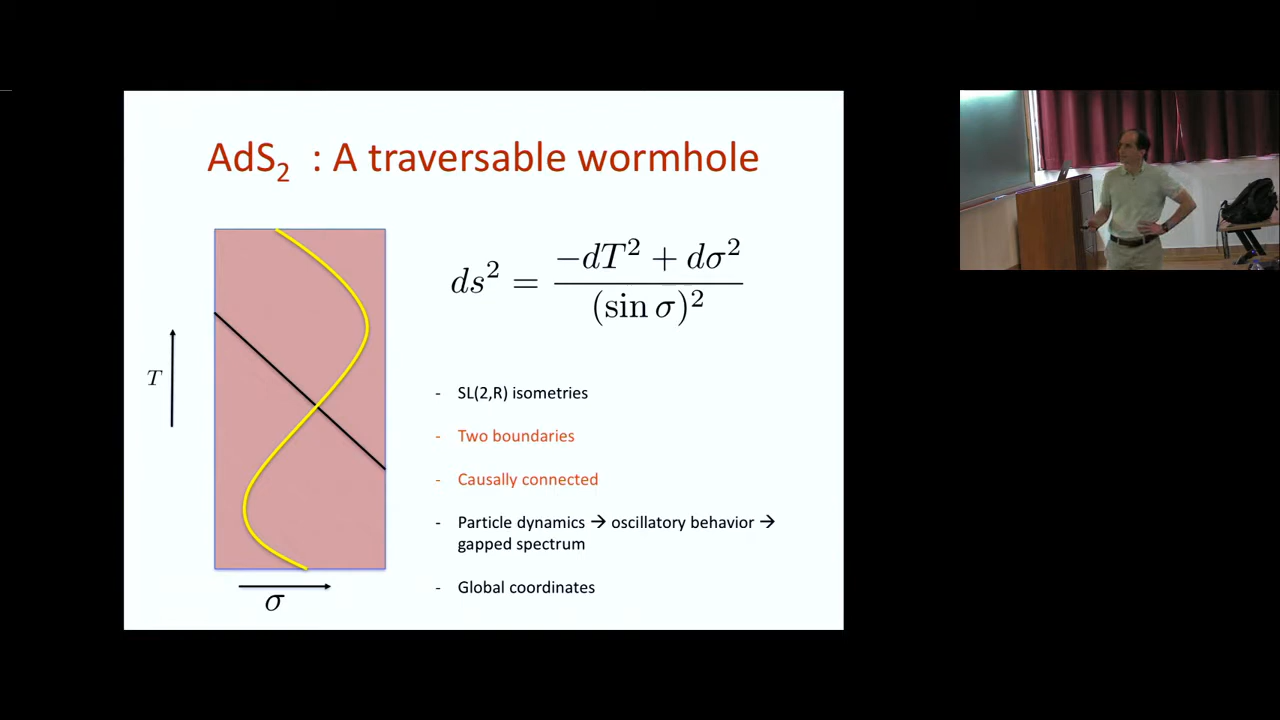 AdS₂ : A traversable wormhole
ds² = (−dT² + dσ²) / (sin σ)²
T
- SL(2,R) isometries
- Two boundaries
- Causally connected
- Particle dynamics → oscillatory behavior →
gapped spectrum
- Global coordinates
σ